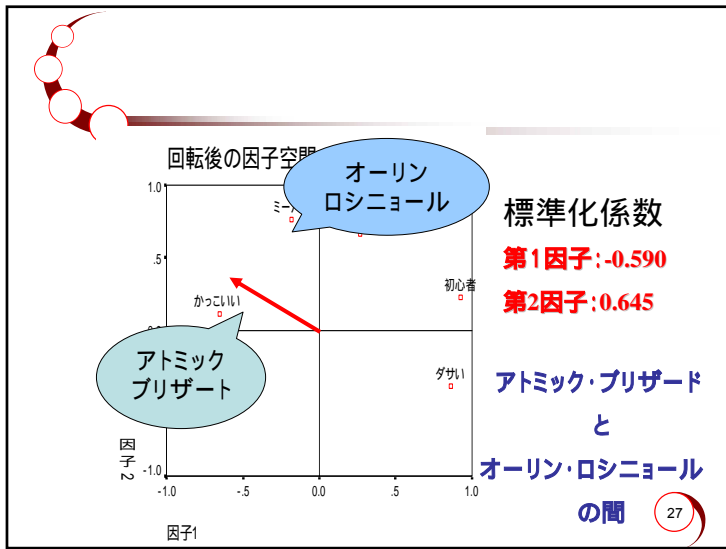 回転後の因子空間
オーリン
ロシニョール
1.0
ミー
.5
初心者
かっこいい
アトミック
ブリザート
ダサい
-1.0
因子2
-1.0
-.5
0.0
.5
1.0
因子1
標準化係数
第1因子:-0.590
第2因子:0.645
アトミック・ブリザード
と
オーリン・ロシニョール
の間
27